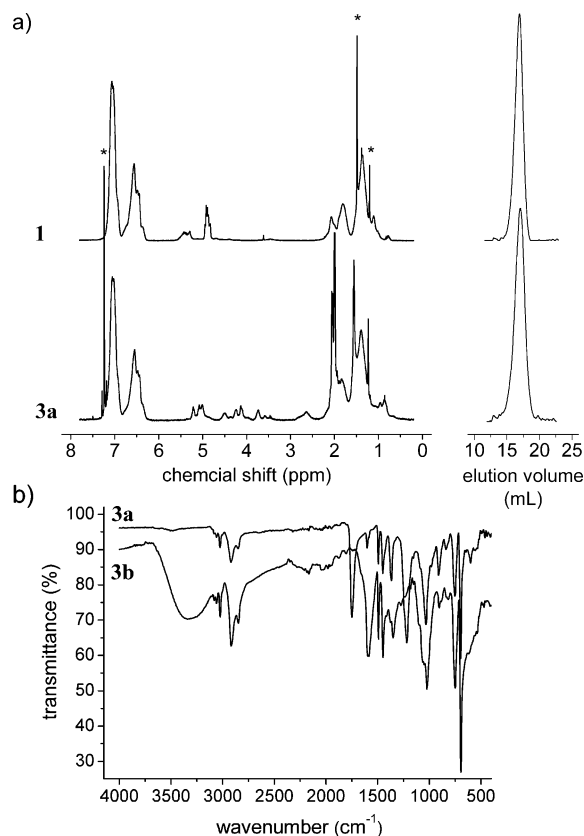 a)
*
*
*
1
3a
8 7 6 5 4 3 2 1 0
chemcial shift (ppm)
10 15 20 25
elution volume
(mL)
b)
100
90
80
70
60
50
40
30
transmittance (%)
3a
3b
4000 3500 3000 2500 2000 1500 1000 500
wavenumber (cm-1)